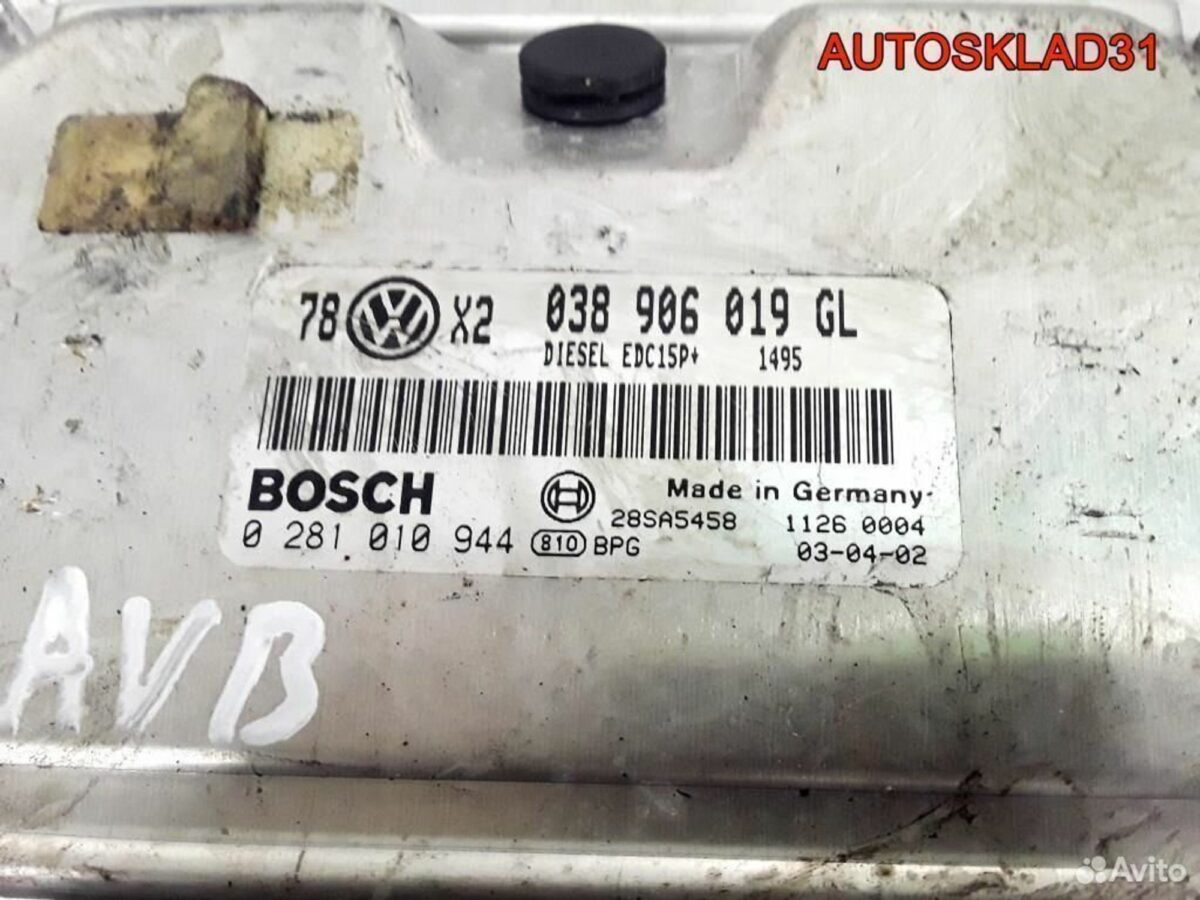 AUTOSKLAD31
78 VW X2 038 906 019 GL
DIESEL EDC15P+ 1495
BOSCH
Made in Germany
0 281 010 944 810 BPG
28SA5458 1126 0004
03-04-02
AVB
Avito